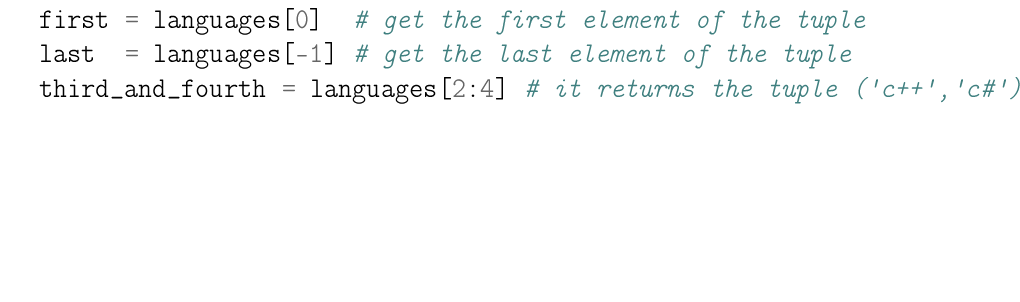 first = languages[0]  # get the first element of the tuple
last  = languages[-1] # get the last element of the tuple
third_and_fourth = languages[2:4] # it returns the tuple ('c++','c#')